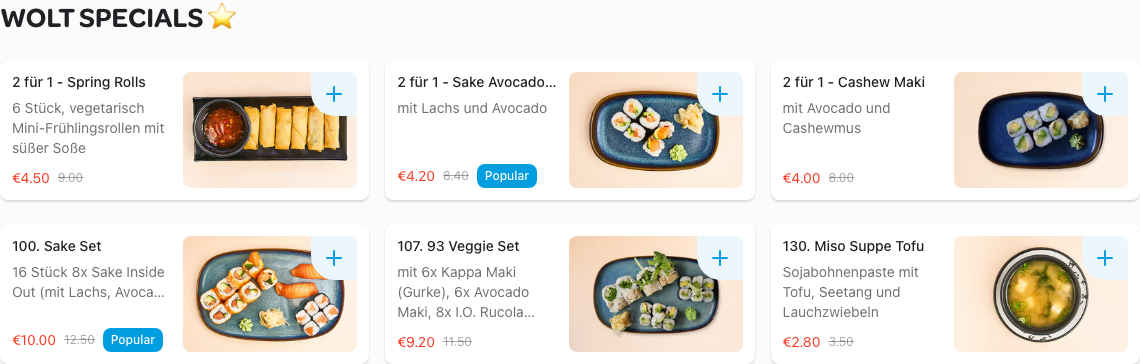 WOLT SPECIALS ⭐
2 für 1 - Spring Rolls
6 Stück, vegetarisch
Mini-Frühlingsrollen mit
süßer Soße
€4.50 9.00
2 für 1 - Sake Avocado...
mit Lachs und Avocado
€4.20 8.40 Popular
2 für 1 - Cashew Maki
mit Avocado und
Cashewmus
€4.00 8.00
100. Sake Set
16 Stück 8x Sake Inside
Out (mit Lachs, Avoca...
€10.00 12.50 Popular
107. 93 Veggie Set
mit 6x Kappa Maki
(Gurke), 6x Avocado
Maki, 8x I.O. Rucola...
€9.20 11.50
130. Miso Suppe Tofu
Sojabohnenpaste mit
Tofu, Seetang und
Lauchzwiebeln
€2.80 3.50